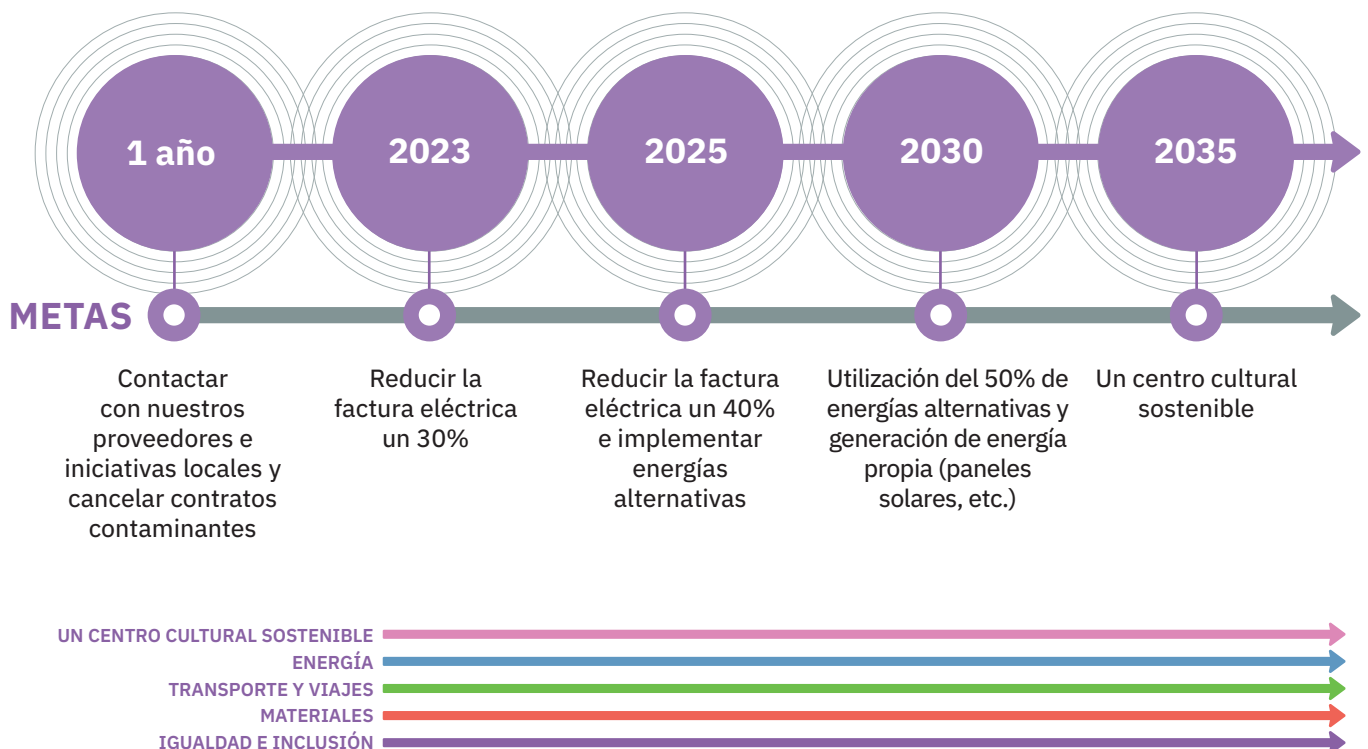 1 año
2023
2025
2030
2035
METAS
Contactar
con nuestros
proveedores e
iniciativas locales y
cancelar contratos
contaminantes
Reducir la
factura eléctrica
un 30%
Reducir la factura
eléctrica un 40%
e implementar
energías
alternativas
Utilización del 50% de
energías alternativas y
generación de energía
propia (paneles
solares, etc.)
Un centro cultural
sostenible
UN CENTRO CULTURAL SOSTENIBLE
ENERGÍA
TRANSPORTE Y VIAJES
MATERIALES
IGUALDAD E INCLUSIÓN